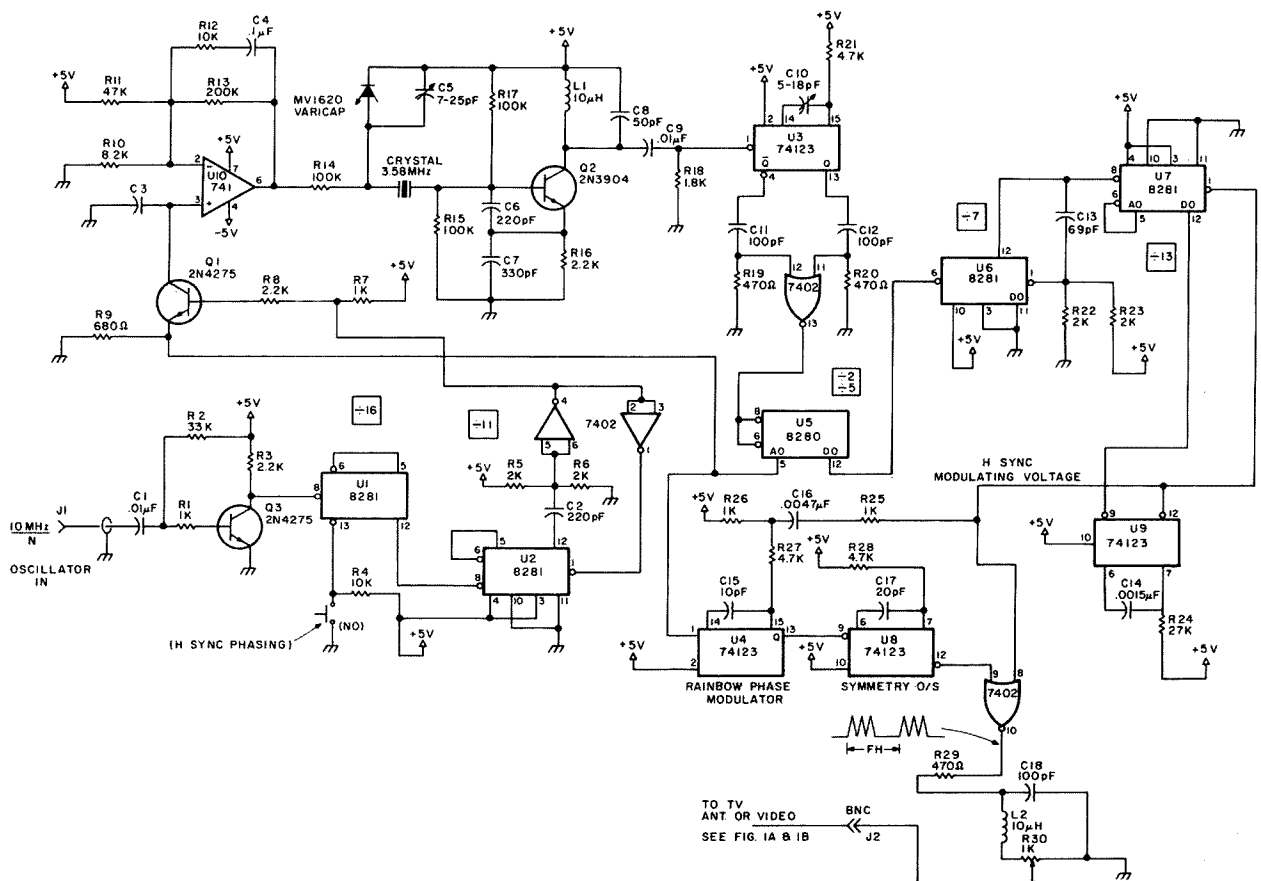 R12
10K
C4
.1µF
+5V
R11
47K
R13
200K
R10
8.2K
+5V
2
7
U10
741
6
3
4
-5V
C3
R14
100K
MV1620
VARICAP
C5
7-25pF
R17
100K
CRYSTAL
3.58MHz
R15
100K
C6
220pF
C7
330pF
+5V
L1
10µH
C8
50pF
Q2
2N3904
R16
2.2K
C9
.01µF
R18
1.8K
+5V
R21
4.7K
+5V
C10
5-18pF
2
14
15
1
U3
74123
Q̅
Q
4
13
C11
100pF
C12
100pF
R19
470Ω
12
11
7402
R20
470Ω
13
÷7
12
6
U6
8281
1
DO
10
3
11
+5V
C13
69pF
R22
2K
R23
2K
+5V
+5V
4
10
3
11
8
U7
8281
1
6
AO
DO
5
12
÷13
Q1
2N4275
R8
2.2K
R7
1K
+5V
R9
680Ω
÷2
÷5
8
6
U5
8280
AO
DO
5
12
÷16
÷11
4
5
6
7402
2
3
1
+5V
R2
33K
R3
2.2K
J1
10MHz
N
OSCILLATOR
IN
C1
.01µF
R1
1K
Q3
2N4275
6
5
8
U1
8281
13
12
R4
10K
(NO)
(H SYNC PHASING)
+5V
+5V
R5
2K
R6
2K
C2
220pF
5
12
6
U2
8281
1
8
4
10
3
11
H SYNC
MODULATING VOLTAGE
+5V
R26
1K
C16
.0047µF
R25
1K
R27
4.7K
+5V
R28
4.7K
C15
10pF
C17
20pF
14
15
1
U4
74123
Q
13
2
+5V
RAINBOW PHASE
MODULATOR
9
6
7
U8
74123
12
10
+5V
SYMMETRY O/S
9
12
+5V
10
U9
74123
6
7
C14
.0015µF
R24
27K
+5V
9
8
7402
10
FH
R29
470Ω
C18
100pF
L2
10µH
R30
1K
TO TV
ANT. OR VIDEO
SEE FIG. 1A & 1B
BNC
J2